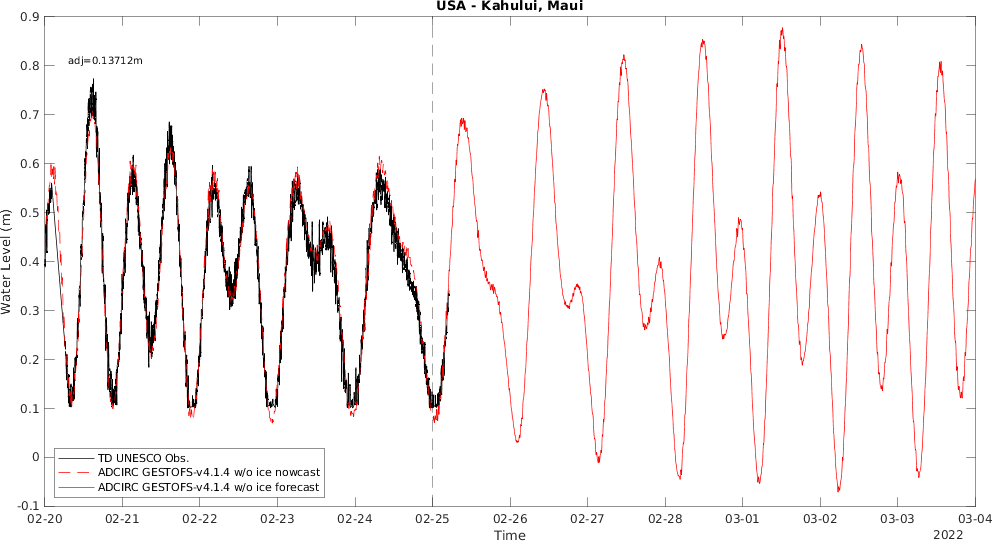 USA - Kahului, Maui
adj=0.13712m
Water Level (m)
0.9
0.8
0.7
0.6
0.5
0.4
0.3
0.2
0.1
0
-0.1
TD UNESCO Obs.
ADCIRC GESTOFS-v4.1.4 w/o ice nowcast
ADCIRC GESTOFS-v4.1.4 w/o ice forecast
02-20 02-21 02-22 02-23 02-24 02-25 02-26 02-27 02-28 03-01 03-02 03-03 03-04
Time
2022